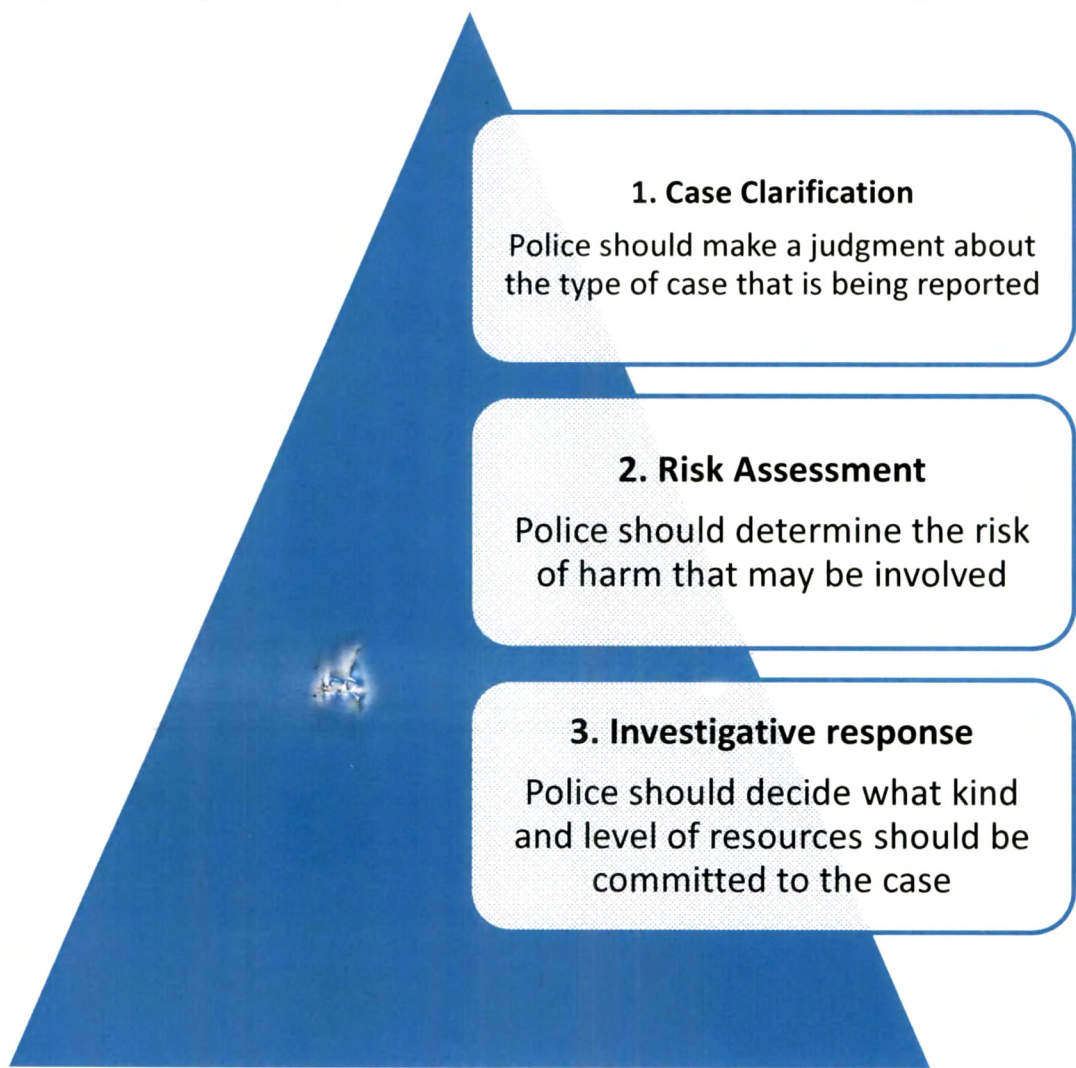 1. Case Clarification
Police should make a judgment about
the type of case that is being reported
2. Risk Assessment
Police should determine the risk
of harm that may be involved
3. Investigative response
Police should decide what kind
and level of resources should be
committed to the case